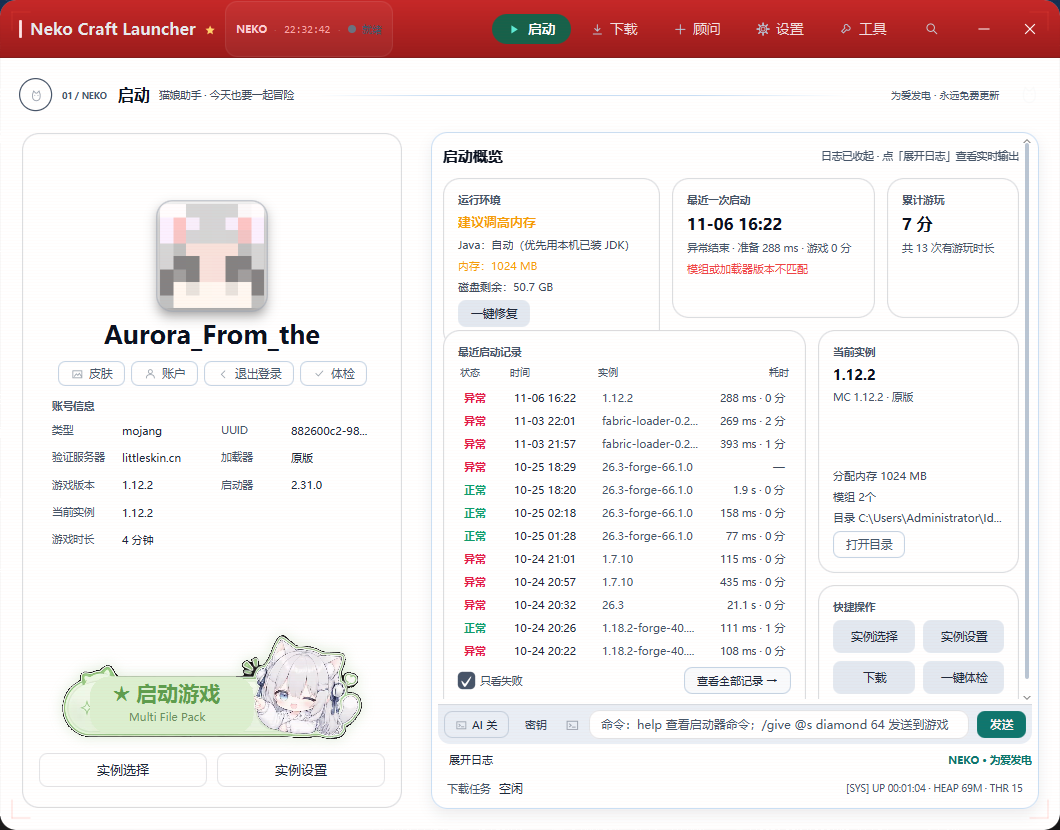 Neko Craft Launcher ★
NEKO · 22:32:42
启动
下载
顾问
设置
工具
01 / NEKO 启动 猫娘助手 · 今天也要一起冒险
为爱发电 · 永远免费更新
Aurora_From_the
皮肤
账户
退出登录
体检
账号信息
类型 mojang UUID 882600c2-98...
验证服务器 littleskin.cn 加载器 原版
游戏版本 1.12.2 启动器 2.31.0
当前实例 1.12.2
游戏时长 4 分钟
★ 启动游戏
Multi File Pack
实例选择
实例设置
启动概览
日志已收起 · 点「展开日志」查看实时输出
运行环境
建议调高内存
Java：自动（优先用本机已装 JDK）
内存：1024 MB
磁盘剩余：50.7 GB
一键修复
最近一次启动
11-06 16:22
异常结束 · 准备 288 ms · 游戏 0 分
模组或加载器版本不匹配
累计游玩
7 分
共 13 次有游玩时长
最近启动记录
状态 时间 实例 耗时
异常 11-06 16:22 1.12.2 288 ms · 0 分
异常 11-03 22:01 fabric-loader-0.2... 269 ms · 2 分
异常 11-03 21:57 fabric-loader-0.2... 393 ms · 1 分
异常 10-25 18:29 26.3-forge-66.1.0 —
正常 10-25 18:20 26.3-forge-66.1.0 1.9 s · 0 分
正常 10-25 02:18 26.3-forge-66.1.0 158 ms · 0 分
正常 10-25 01:28 26.3-forge-66.1.0 77 ms · 0 分
异常 10-24 21:01 1.7.10 115 ms · 0 分
异常 10-24 20:57 1.7.10 435 ms · 0 分
异常 10-24 20:32 26.3 21.1 s · 0 分
正常 10-24 20:26 1.18.2-forge-40.... 111 ms · 1 分
异常 10-24 20:22 1.18.2-forge-40.... 108 ms · 0 分
只看失败
查看全部记录 →
当前实例
1.12.2
MC 1.12.2 · 原版
分配内存 1024 MB
模组 2个
目录 C:\Users\Administrator\Id...
打开目录
快捷操作
实例选择
实例设置
下载
一键体检
AI 关
密钥
命令：help 查看启动器命令；/give @s diamond 64 发送到游戏
发送
展开日志
NEKO • 为爱发电
下载任务 空闲
[SYS] UP 00:01:04 · HEAP 69M · THR 15